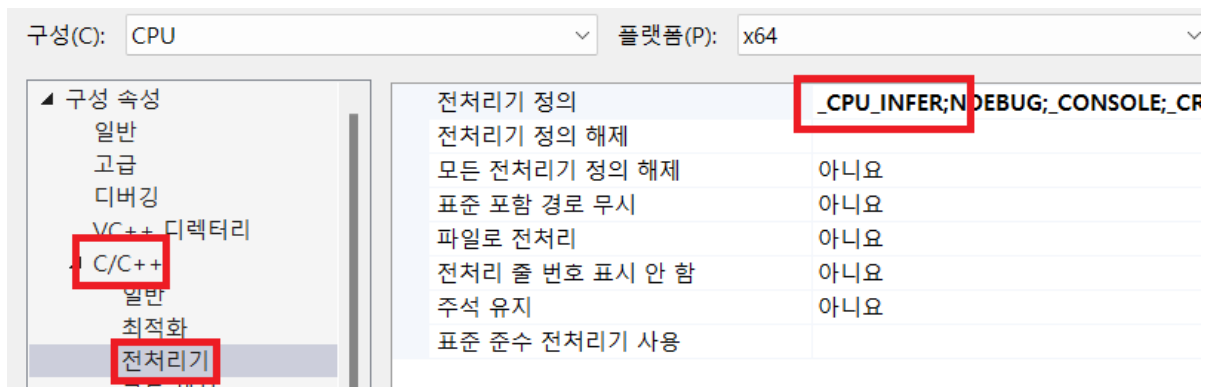 구성(C): CPU 플랫폼(P): x64
구성 속성
일반
고급
디버깅
VC++ 디렉터리
C/C++
일반
최적화
전처리기
전처리기 정의 _CPU_INFER;NDEBUG;_CONSOLE;_CR
전처리기 정의 해제
모든 전처리기 정의 해제 아니요
표준 포함 경로 무시 아니요
파일로 전처리 아니요
전처리 줄 번호 표시 안 함 아니요
주석 유지 아니요
표준 준수 전처리기 사용